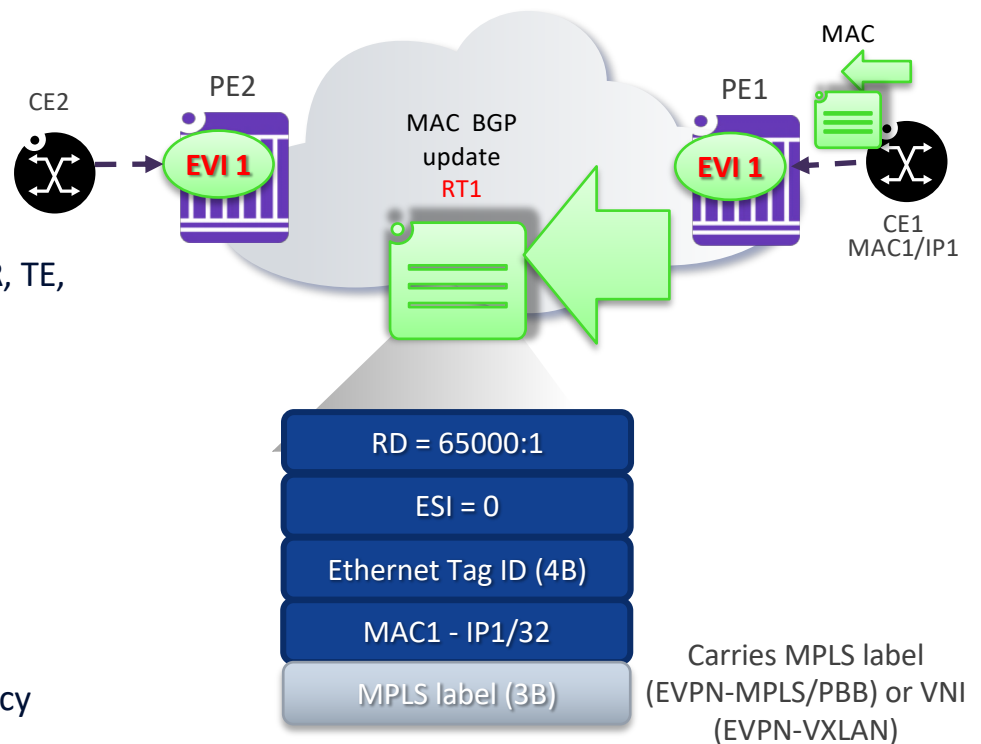 MAC
CE2
PE2
PE1
MAC BGP
update
RT1
EVI 1
EVI 1
CE1
MAC1/IP1
, TE,
RD = 65000:1
ESI = 0
Ethernet Tag ID (4B)
MAC1 - IP1/32
MPLS label (3B)
Carries MPLS label
(EVPN-MPLS/PBB) or VNI
(EVPN-VXLAN)
cy